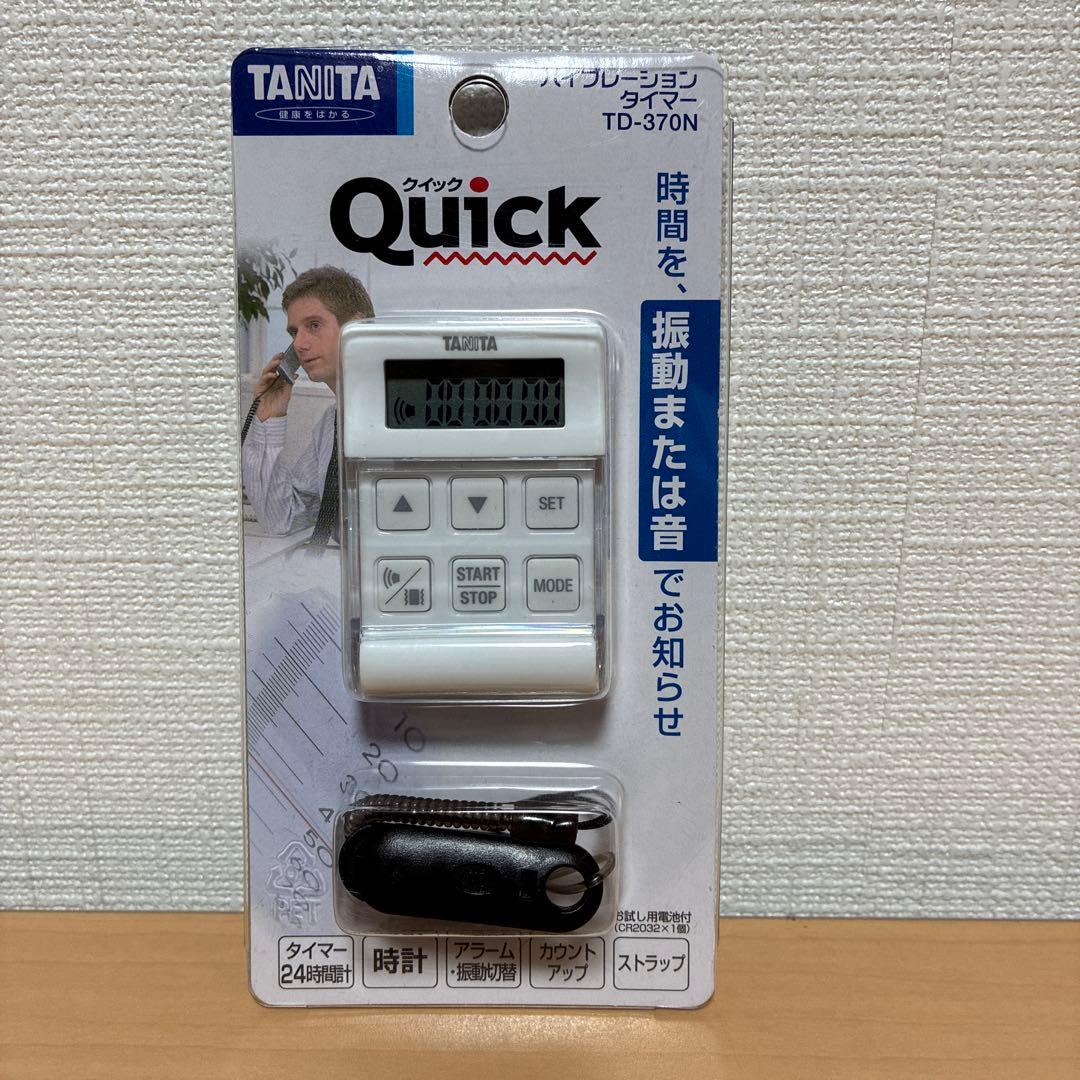 TANITA
健康をはかる
バイブレーション
タイマー
TD-370N
クイック
Quick
時間を、振動または音でお知らせ
TANITA
SET
START
STOP
MODE
10
20
お試し用電池付
(CR2032×1個)
タイマー
24時間計
時計
アラーム
・振動切替
カウント
アップ
ストラップ